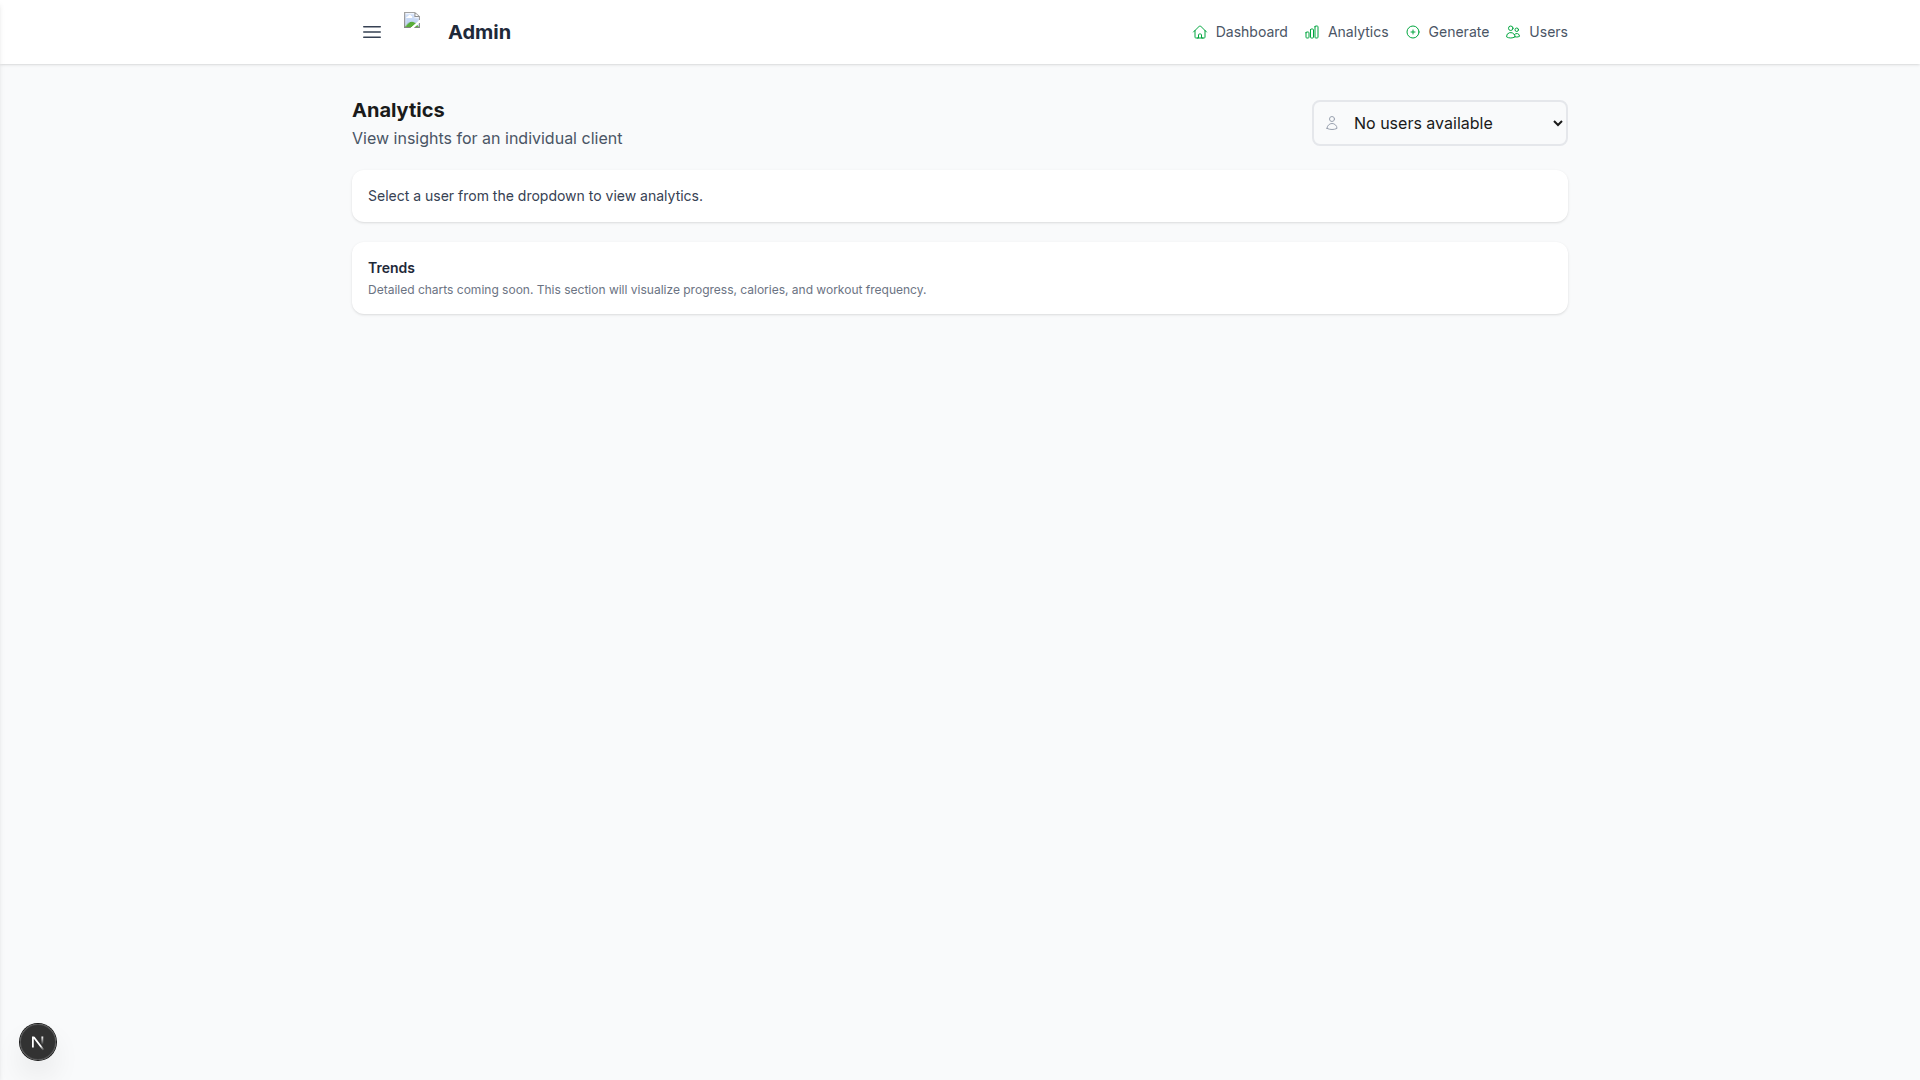 Admin
Dashboard
Analytics
Generate
Users
Analytics
View insights for an individual client
No users available
Select a user from the dropdown to view analytics.
Trends
Detailed charts coming soon. This section will visualize progress, calories, and workout frequency.
N